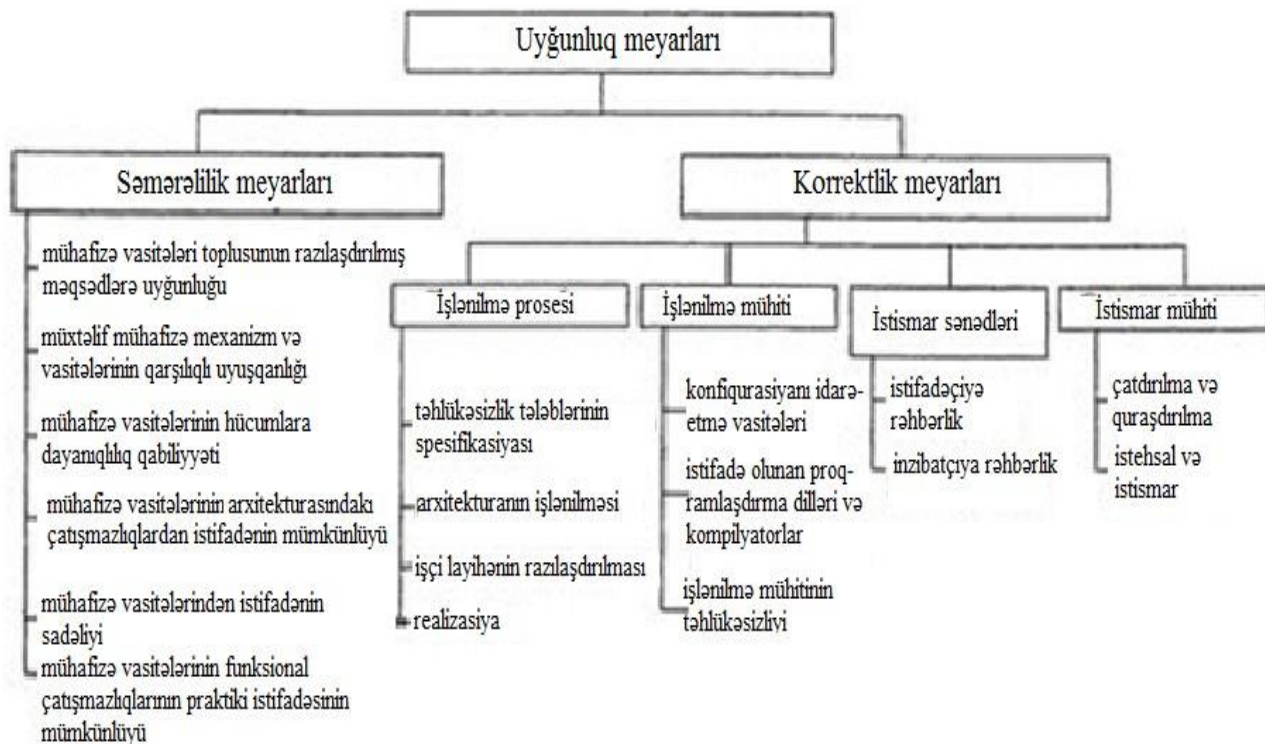 Uyğunluq meyarları
Səmərəlilik meyarları
mühafizə vasitələri toplusunun razılaşdırılmış
məqsədlərə uyğunluğu
müxtəlif mühafizə mexanizm və
vasitələrinin qarşılıqlı uyuşqanlığı
mühafizə vasitələrinin hücumlara
dayanıqlılıq qabiliyyəti
mühafizə vasitələrinin arxitekturasındakı
çatışmazlıqlardan istifadənin mümkünlüyü
mühafizə vasitələrindən istifadənin
sadəliyi
mühafizə vasitələrinin funksional
çatışmazlıqlarının praktiki istifadəsinin
mümkünlüyü
Korrektlik meyarları
İşlənilmə prosesi
təhlükəsizlik tələblərinin
spesifikasiyası
arxitekturanın işlənilməsi
işçi layihənin razılaşdırılması
realizasiya
İşlənilmə mühiti
konfiqurasiyanı idarə-
etmə vasitələri
istifadə olunan proq-
ramlaşdırma dilləri və
kompilyatorlar
işlənilmə mühitinin
təhlükəsizliyi
İstismar sənədləri
istifadəçiyə
rəhbərlik
inzibatçıya rəhbərlik
İstismar mühiti
çatdırılma və
quraşdırılma
istehsal və
istismar